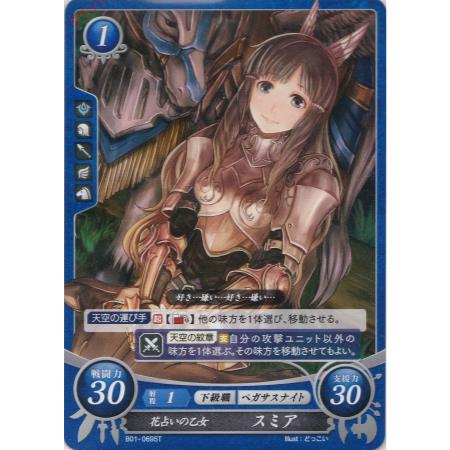 1
好き…嫌い…好き…嫌い…
天空の運び手 起 【 】他の味方を1体選び、移動させる。
天空の紋章 支 自分の攻撃ユニット以外の
味方を1体選ぶ。その味方を移動させてもよい。
戦闘力
30
射程 1 下級職 ペガサスナイト
支援力
30
花占いの乙女 スミア
B01-069ST Illust:どっこい